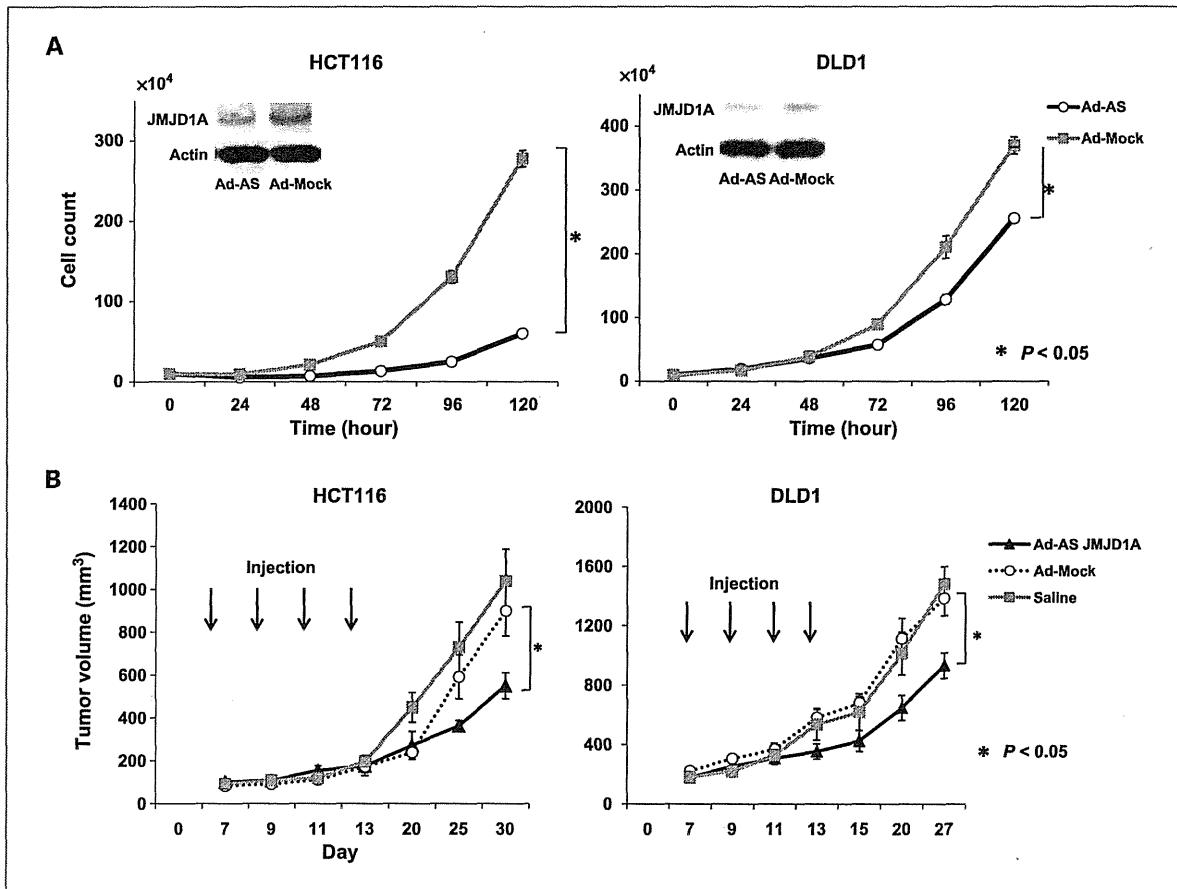 A
HCT116
×10⁴
JMJD1A
Actin
Ad-AS Ad-Mock
300
200
100
0
Cell count
*
0 24 48 72 96 120
Time (hour)
DLD1
×10⁴
JMJD1A
Actin
Ad-AS Ad-Mock
400
300
200
100
0
Ad-AS
Ad-Mock
*
* P < 0.05
0 24 48 72 96 120
Time (hour)
B
HCT116
1400
1200
1000
800
600
400
200
0
Tumor volume (mm³)
Injection
*
0 7 9 11 13 20 25 30
Day
DLD1
2000
1600
1200
800
400
0
Injection
Ad-AS JMJD1A
Ad-Mock
Saline
*
* P < 0.05
0 7 9 11 13 15 20 27